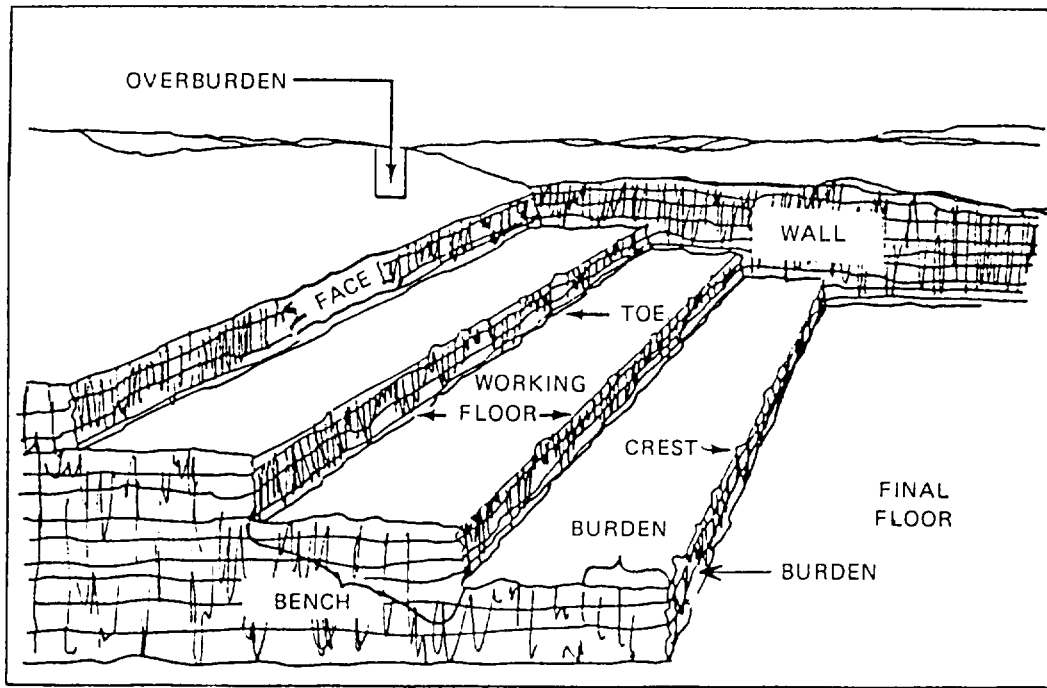 OVERBURDEN
WALL
FACE
TOE
WORKING
FLOOR
CREST
FINAL
FLOOR
BURDEN
BURDEN
BENCH